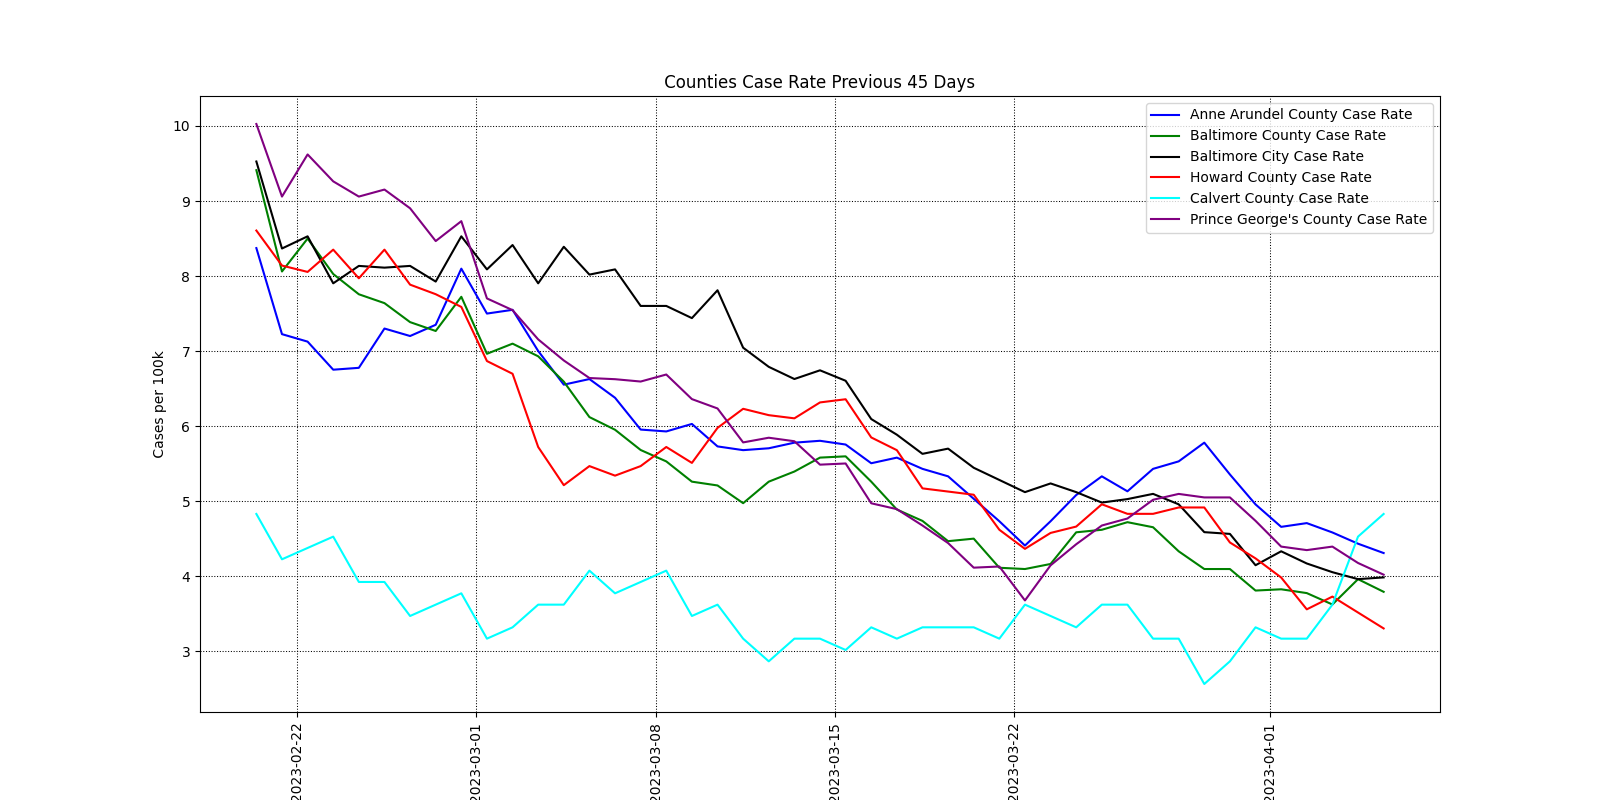 Counties Case Rate Previous 45 Days
Anne Arundel County Case Rate
Baltimore County Case Rate
Baltimore City Case Rate
Howard County Case Rate
Calvert County Case Rate
Prince George's County Case Rate
Cases per 100k
10
9
8
7
6
5
4
3
2023-02-22
2023-03-01
2023-03-08
2023-03-15
2023-03-22
2023-04-01